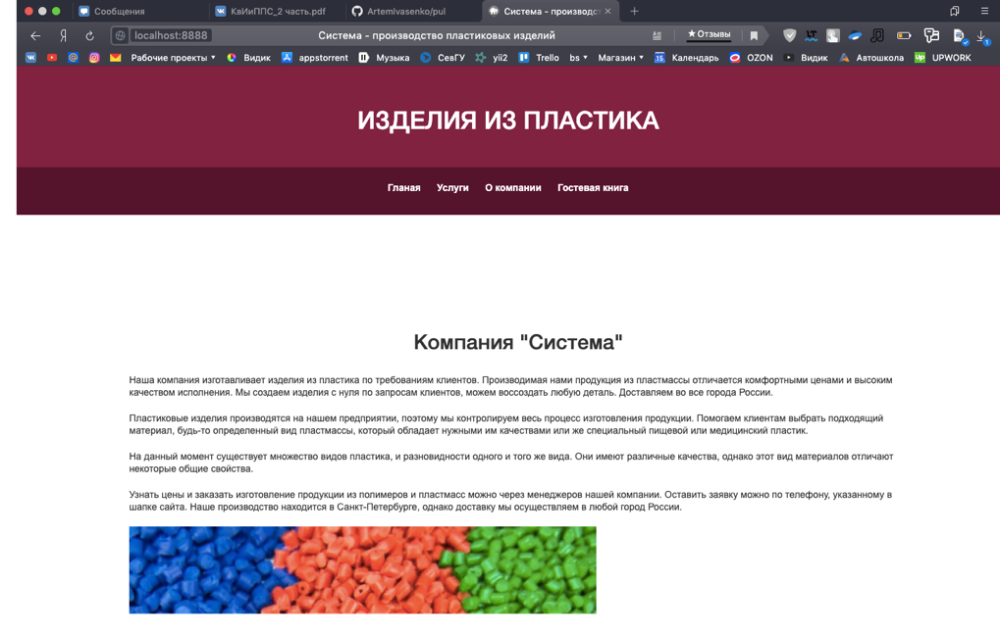 Сообщения КвИиППС_2 часть.pdf ArtemIvasenko/pul Система - производст
localhost:8888 Система - производство пластиковых изделий ★ Отзывы
Рабочие проекты Видик appstorrent Музыка СевГУ yii2 Trello bs Магазин 15 Календарь OZON Видик Автошкола Up UPWORK
ИЗДЕЛИЯ ИЗ ПЛАСТИКА
Гланая Услуги О компании Гостевая книга
Компания "Система"
Наша компания изготавливает изделия из пластика по требованиям клиентов. Производимая нами продукция из пластмассы отличается комфортными ценами и высоким
качеством исполнения. Мы создаем изделия с нуля по запросам клиентов, можем воссоздать любую деталь. Доставляем во все города России.
Пластиковые изделия производятся на нашем предприятии, поэтому мы контролируем весь процесс изготовления продукции. Помогаем клиентам выбрать подходящий
материал, будь-то определенный вид пластмассы, который обладает нужными им качествами или же специальный пищевой или медицинский пластик.
На данный момент существует множество видов пластика, и разновидности одного и того же вида. Они имеют различные качества, однако этот вид материалов отличают
некоторые общие свойства.
Узнать цены и заказать изготовление продукции из полимеров и пластмасс можно через менеджеров нашей компании. Оставить заявку можно по телефону, указанному в
шапке сайта. Наше производство находится в Санкт-Петербурге, однако доставку мы осуществляем в любой город России.